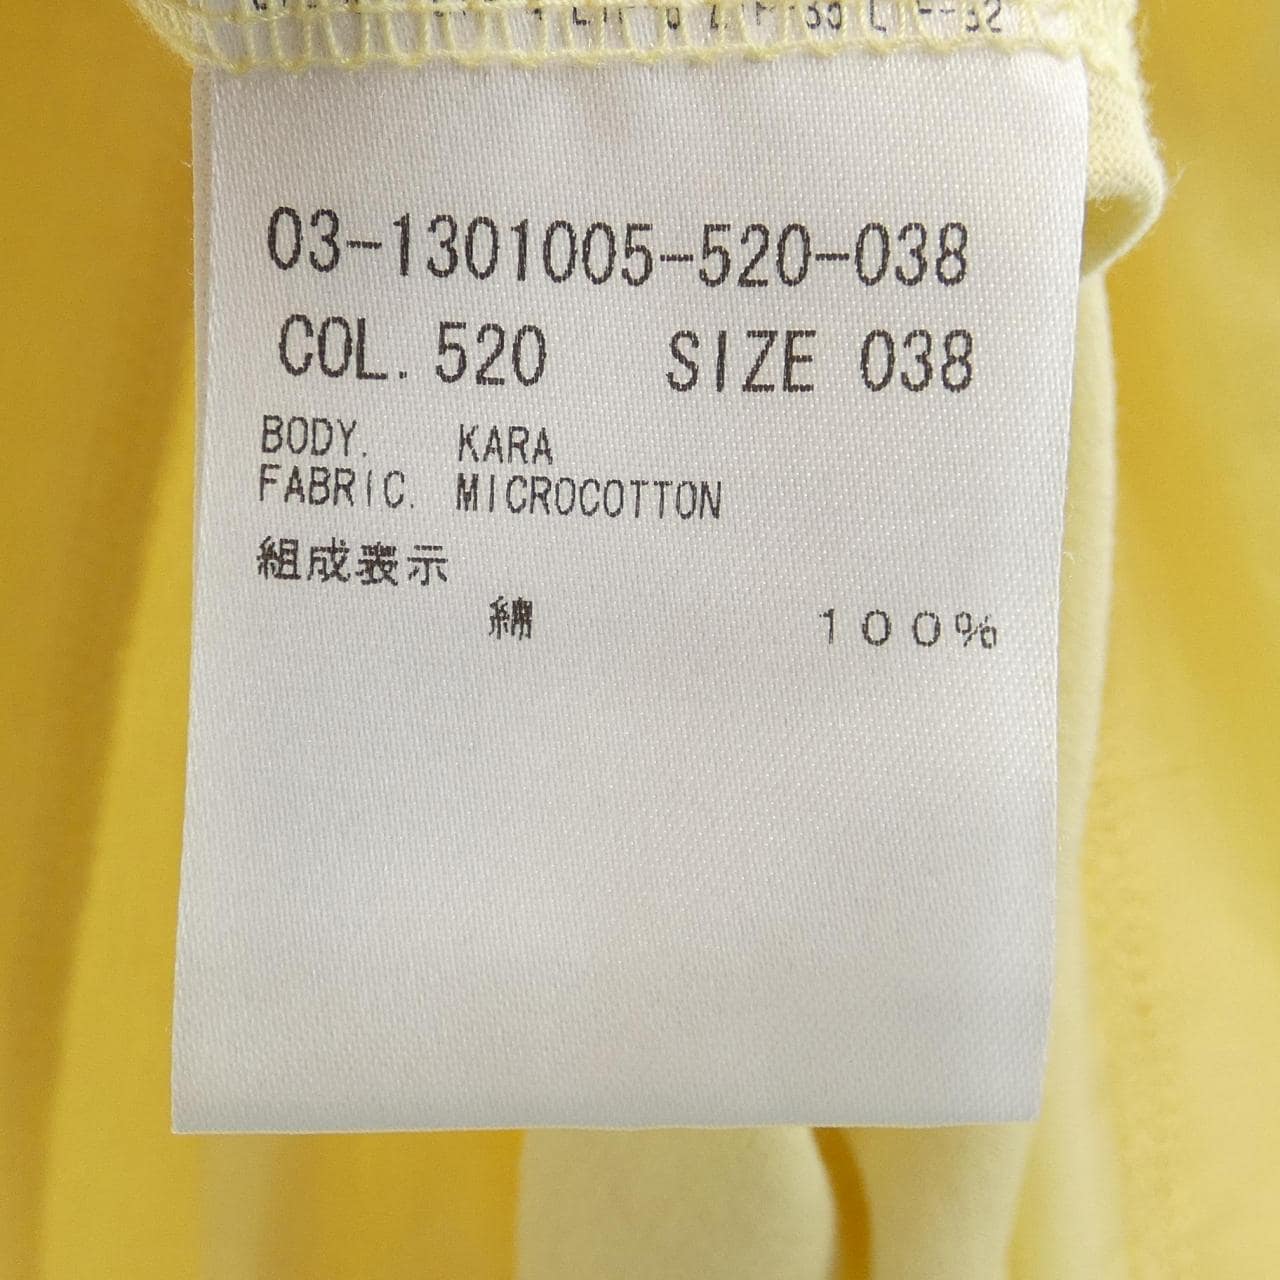 03-1301005-520-038
COL. 520 SIZE 038
BODY. KARA
FABRIC. MICROCOTTON
組成表示
綿 100%